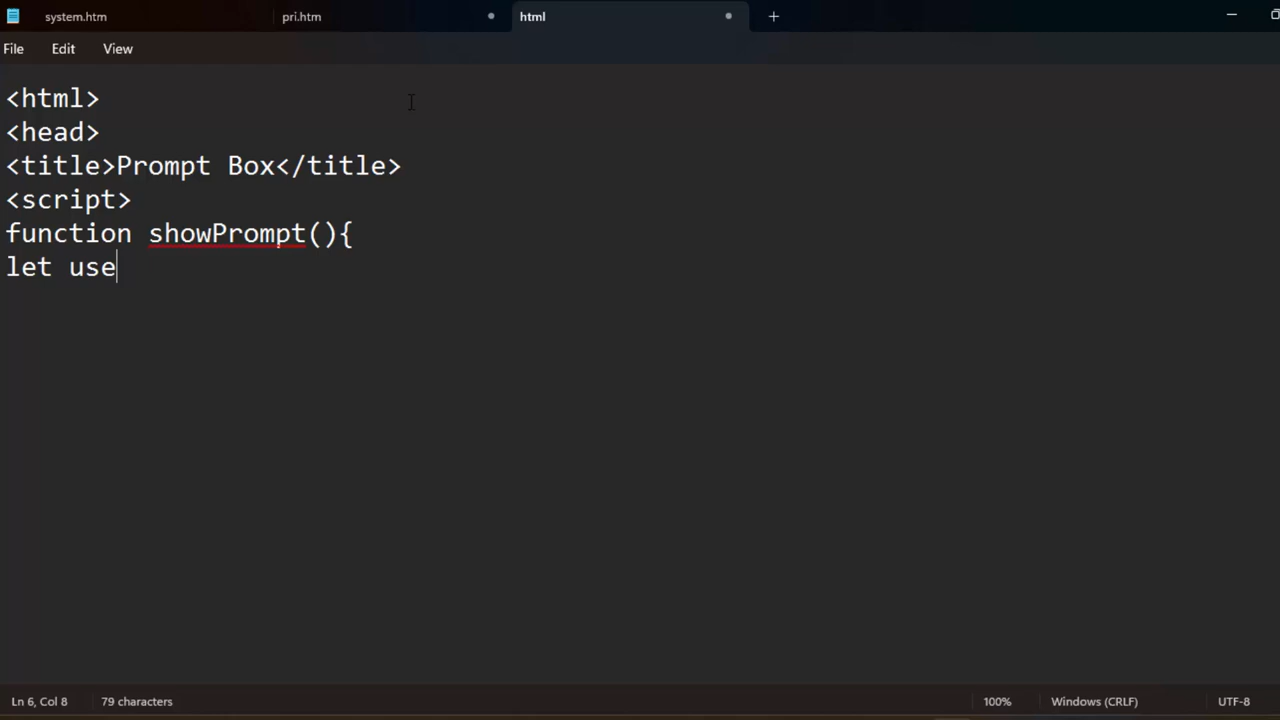 system.htm pri.htm html
File Edit View
<html>
<head>
<title>Prompt Box</title>
<script>
function showPrompt(){
let use
Ln 6, Col 8 79 characters 100% Windows (CRLF) UTF-8